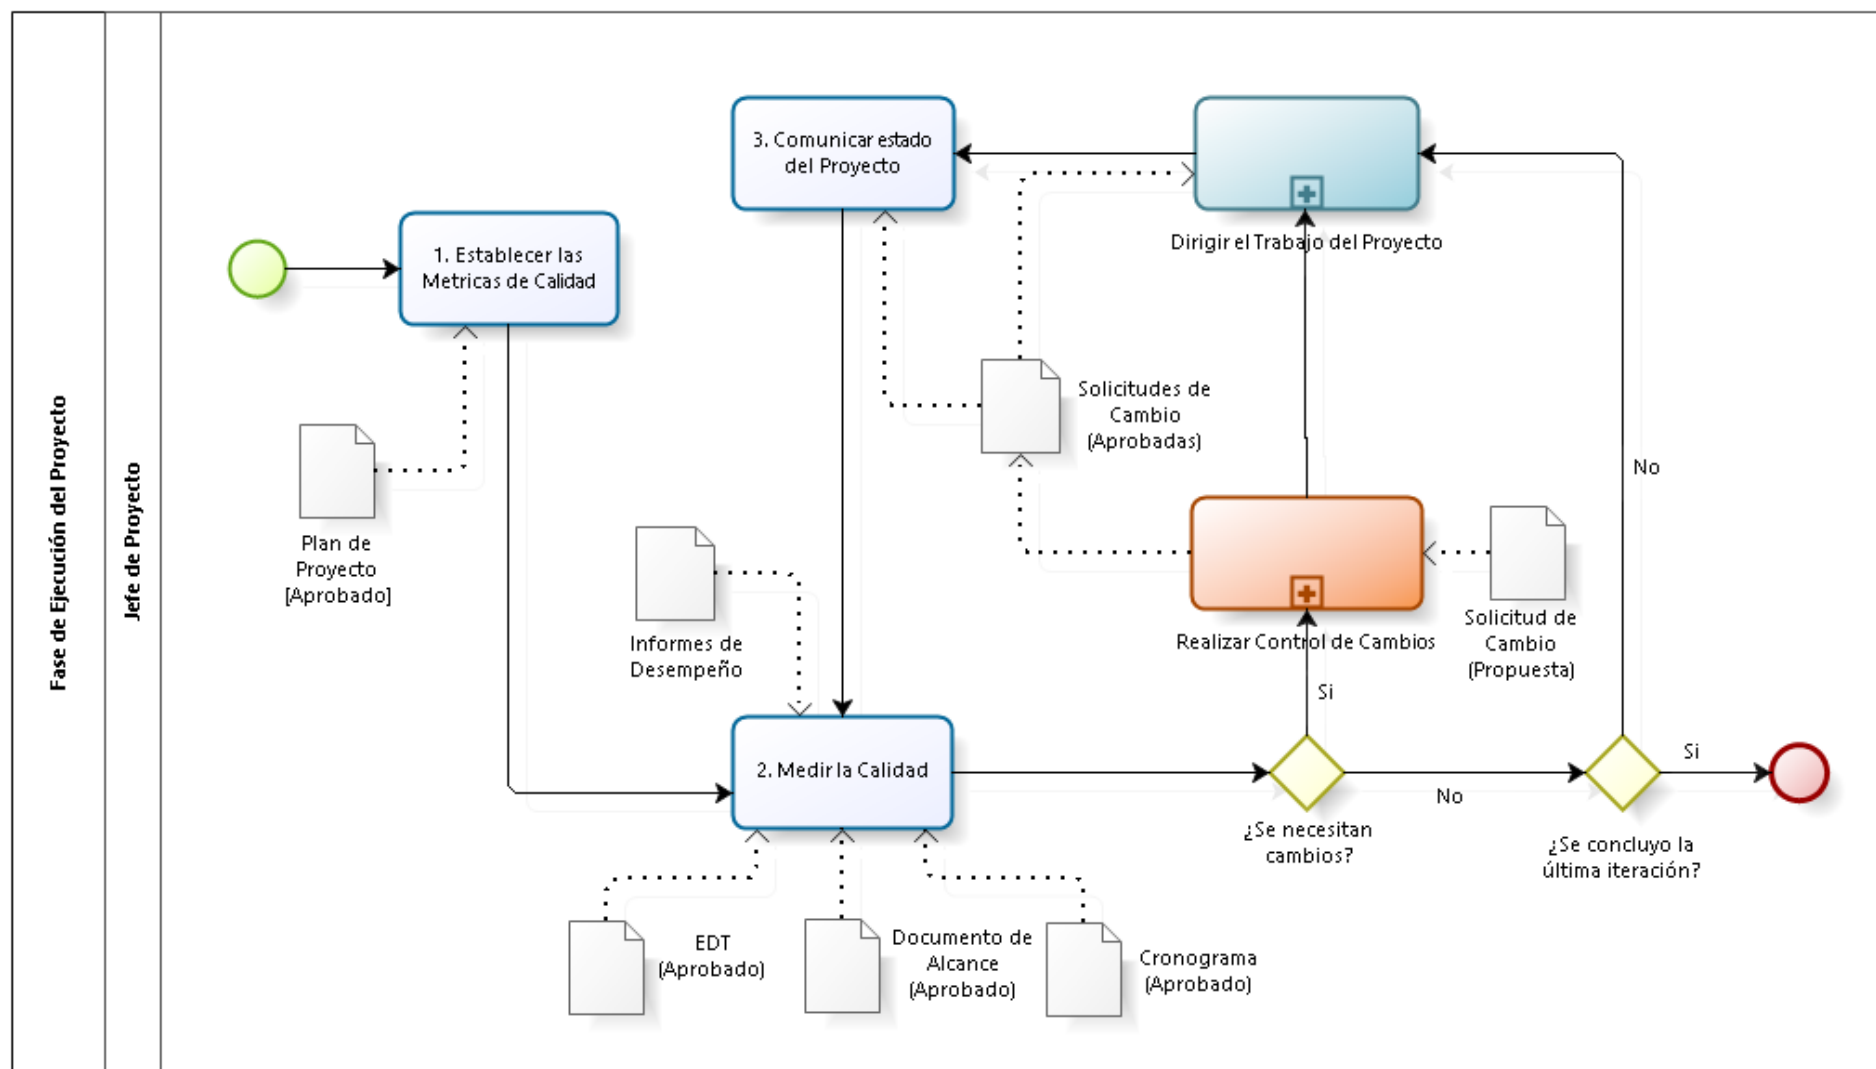 Fase de Ejecución del Proyecto
Jefe de Proyecto
1. Establecer las
Metricas de Calidad
Plan de
Proyecto
[Aprobado]
3. Comunicar estado
del Proyecto
Dirigir el Trabajo del Proyecto
Solicitudes de
Cambio
(Aprobadas)
Informes de
Desempeño
Realizar Control de Cambios
Solicitud de
Cambio
(Propuesta)
No
Si
2. Medir la Calidad
¿Se necesitan
cambios?
No
¿Se concluyo la
última iteración?
Si
EDT
(Aprobado)
Documento de
Alcance
(Aprobado)
Cronograma
(Aprobado)